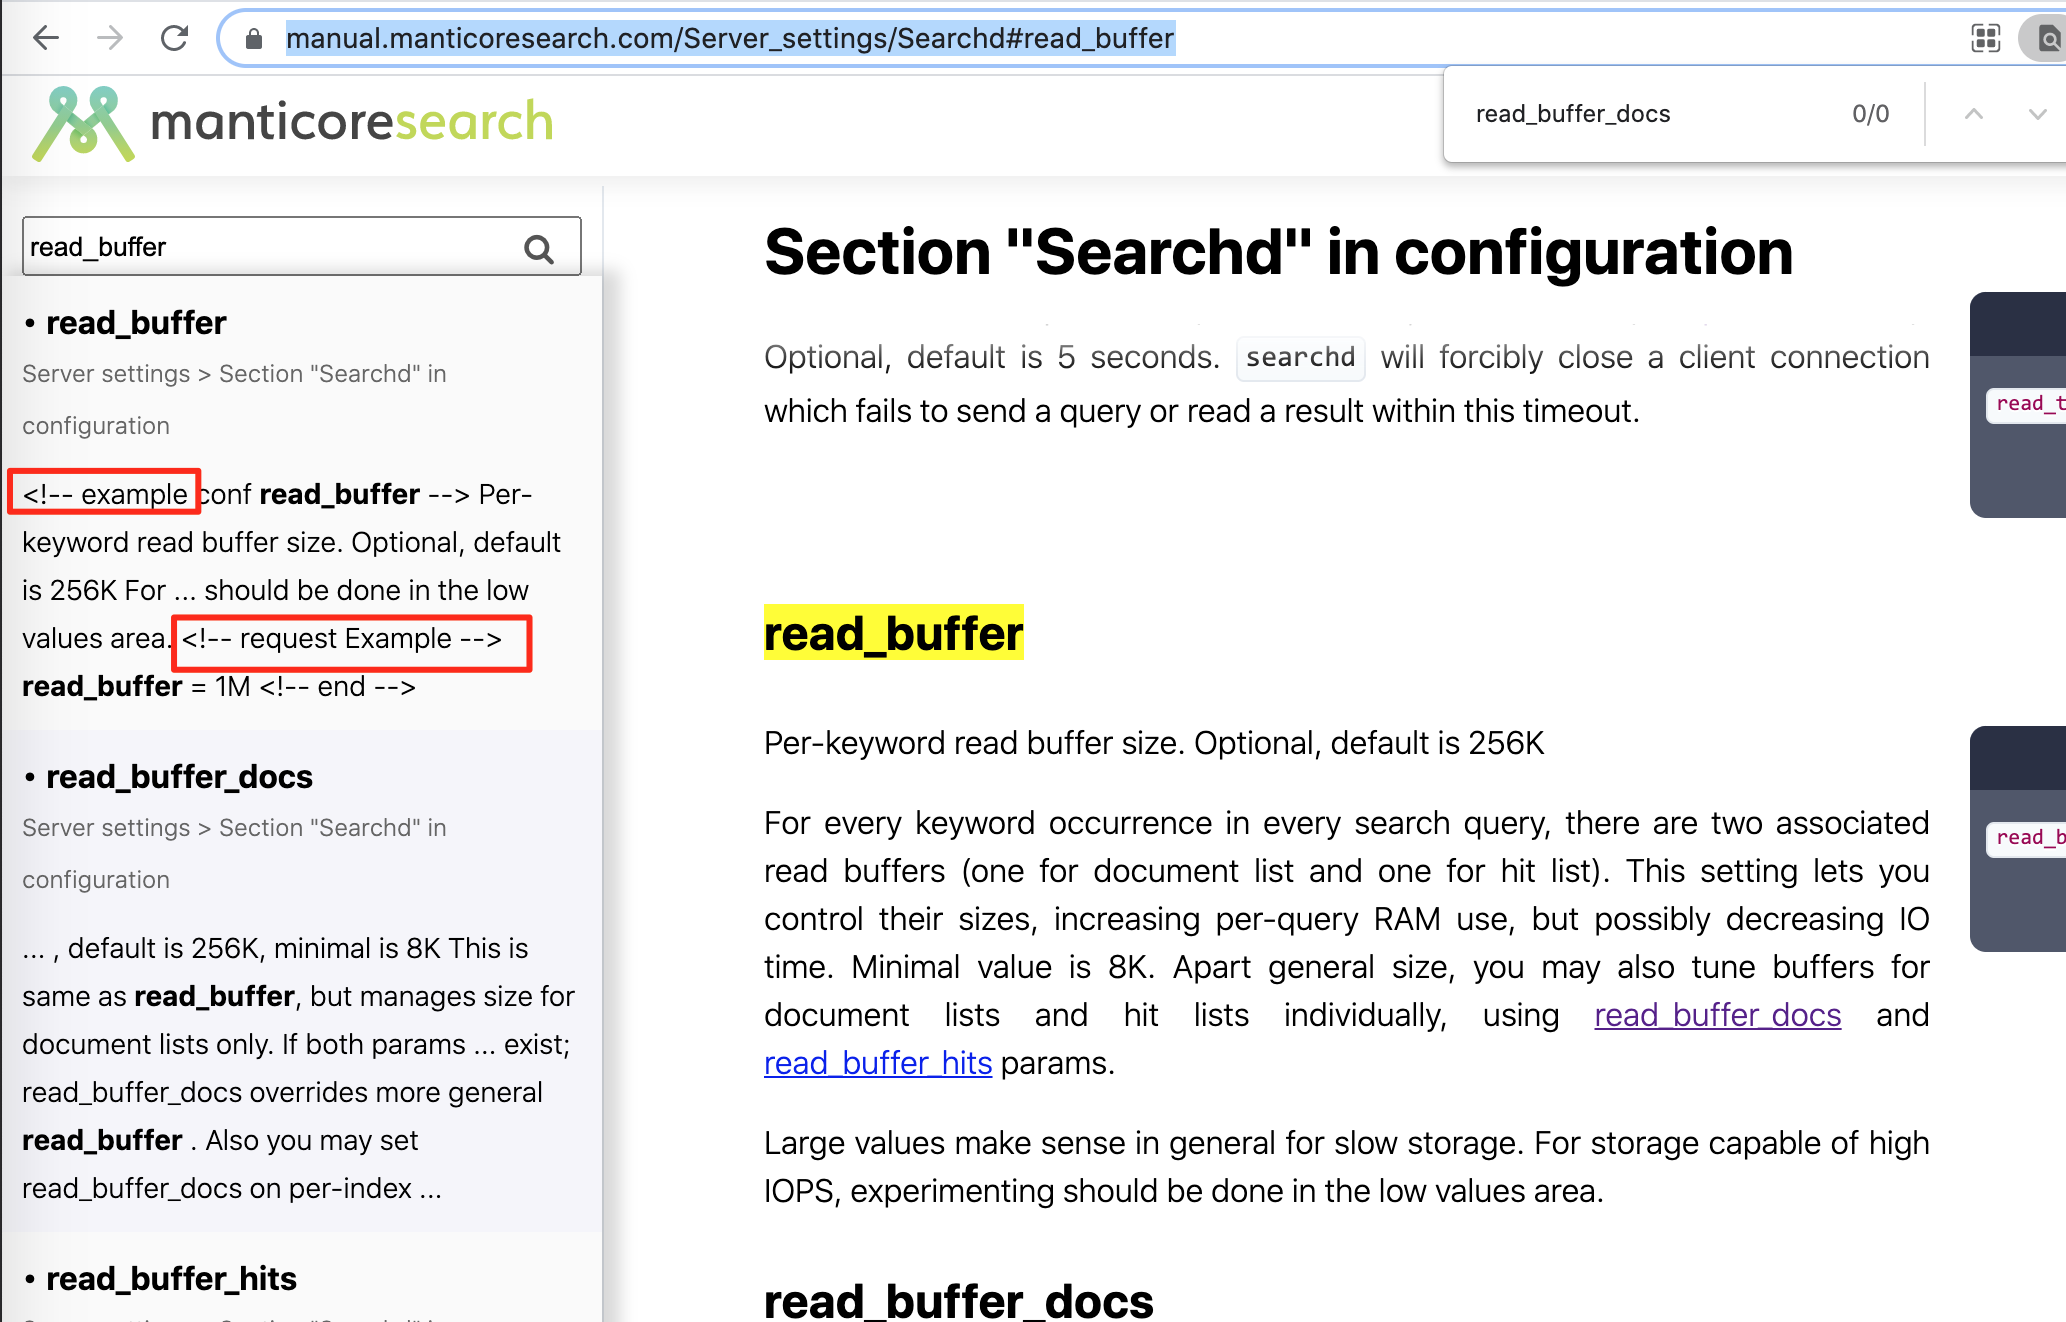 manual.manticoresearch.com/Server_settings/Searchd#read_buffer
read_buffer_docs 0/0
manticoresearch
read_buffer
• read_buffer
Server settings > Section "Searchd" in
configuration
<!-- example conf read_buffer --> Per-
keyword read buffer size. Optional, default
is 256K For ... should be done in the low
values area. <!-- request Example -->
read_buffer = 1M <!-- end -->
• read_buffer_docs
Server settings > Section "Searchd" in
configuration
... , default is 256K, minimal is 8K This is
same as read_buffer, but manages size for
document lists only. If both params ... exist;
read_buffer_docs overrides more general
read_buffer . Also you may set
read_buffer_docs on per-index ...
• read_buffer_hits
Section "Searchd" in configuration
Optional, default is 5 seconds. searchd will forcibly close a client connection
which fails to send a query or read a result within this timeout.
read_t
read_buffer
Per-keyword read buffer size. Optional, default is 256K
For every keyword occurrence in every search query, there are two associated
read buffers (one for document list and one for hit list). This setting lets you
control their sizes, increasing per-query RAM use, but possibly decreasing IO
time. Minimal value is 8K. Apart general size, you may also tune buffers for
document lists and hit lists individually, using read_buffer_docs and
read_buffer_hits params.
Large values make sense in general for slow storage. For storage capable of high
IOPS, experimenting should be done in the low values area.
read_b
read_buffer_docs